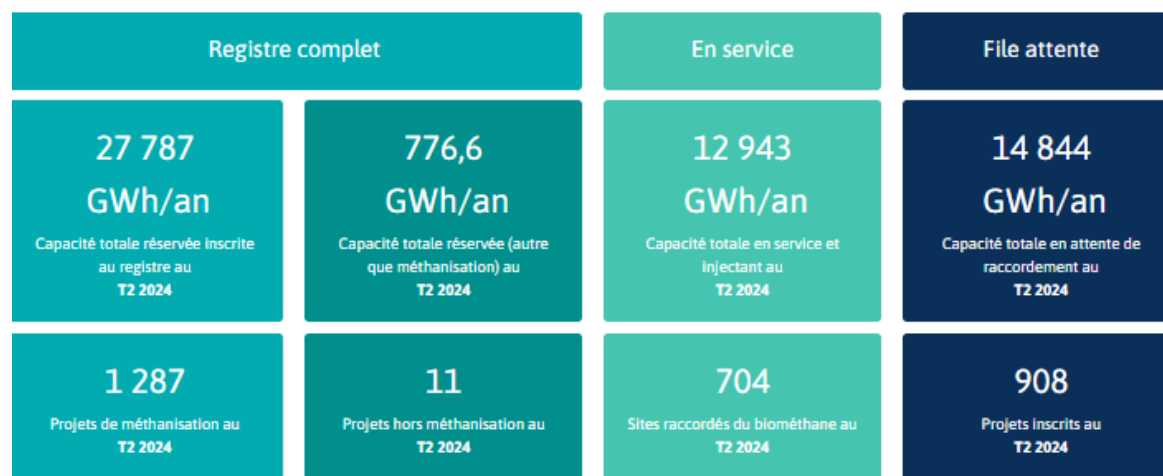 Registre complet
En service
File attente
27 787
GWh/an
Capacité totale réservée inscrite
au registre au
T2 2024
776,6
GWh/an
Capacité totale réservée (autre
que méthanisation) au
T2 2024
12 943
GWh/an
Capacité totale en service et
injectant au
T2 2024
14 844
GWh/an
Capacité totale en attente de
raccordement au
T2 2024
1 287
Projets de méthanisation au
T2 2024
11
Projets hors méthanisation au
T2 2024
704
Sites raccordés du biométhane au
T2 2024
908
Projets inscrits au
T2 2024